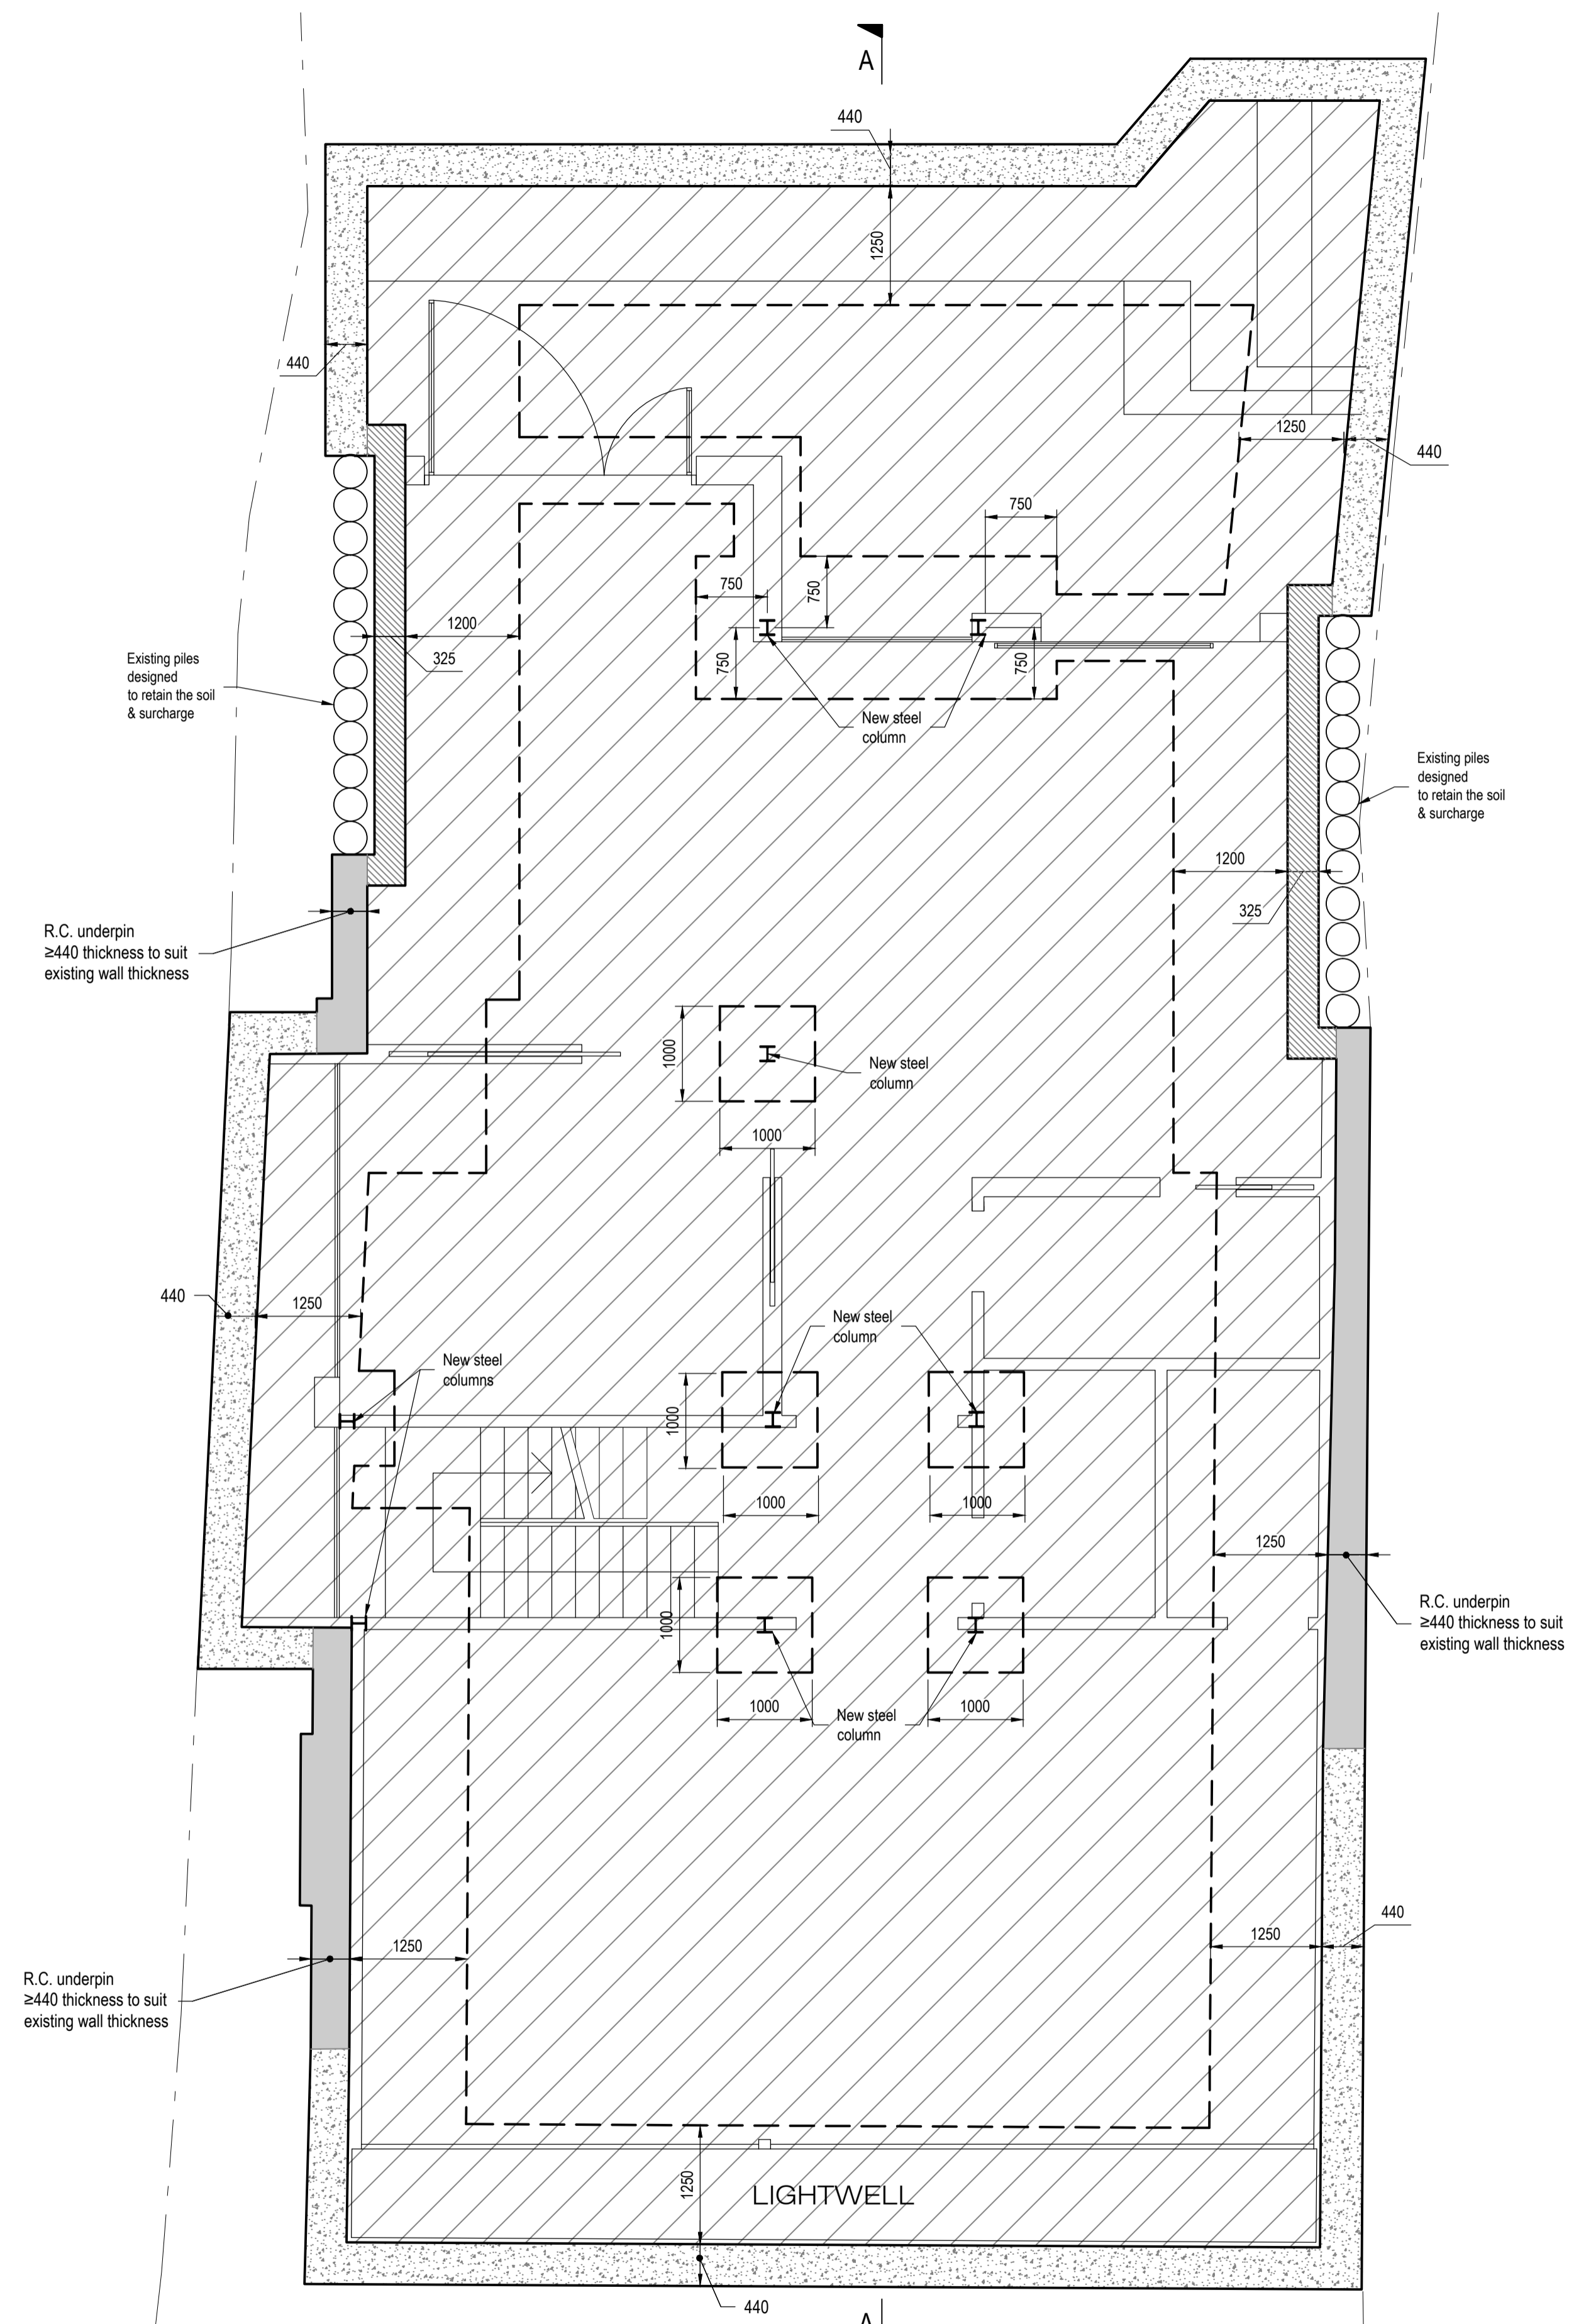 A
440
1250
440
1250
440
750
750
750
1200
325
750
750
Existing piles
designed
to retain the soil
& surcharge
New steel
column
Existing piles
designed
to retain the soil
& surcharge
1200
325
R.C. underpin
≥440 thickness to suit
existing wall thickness
1000
New steel
column
1000
440
1250
New steel
column
New steel
columns
1000
1000
1000
1250
R.C. underpin
≥440 thickness to suit
existing wall thickness
1000
1000
1000
New steel
column
440
1250
1250
R.C. underpin
≥440 thickness to suit
existing wall thickness
1250
LIGHTWELL
440
A